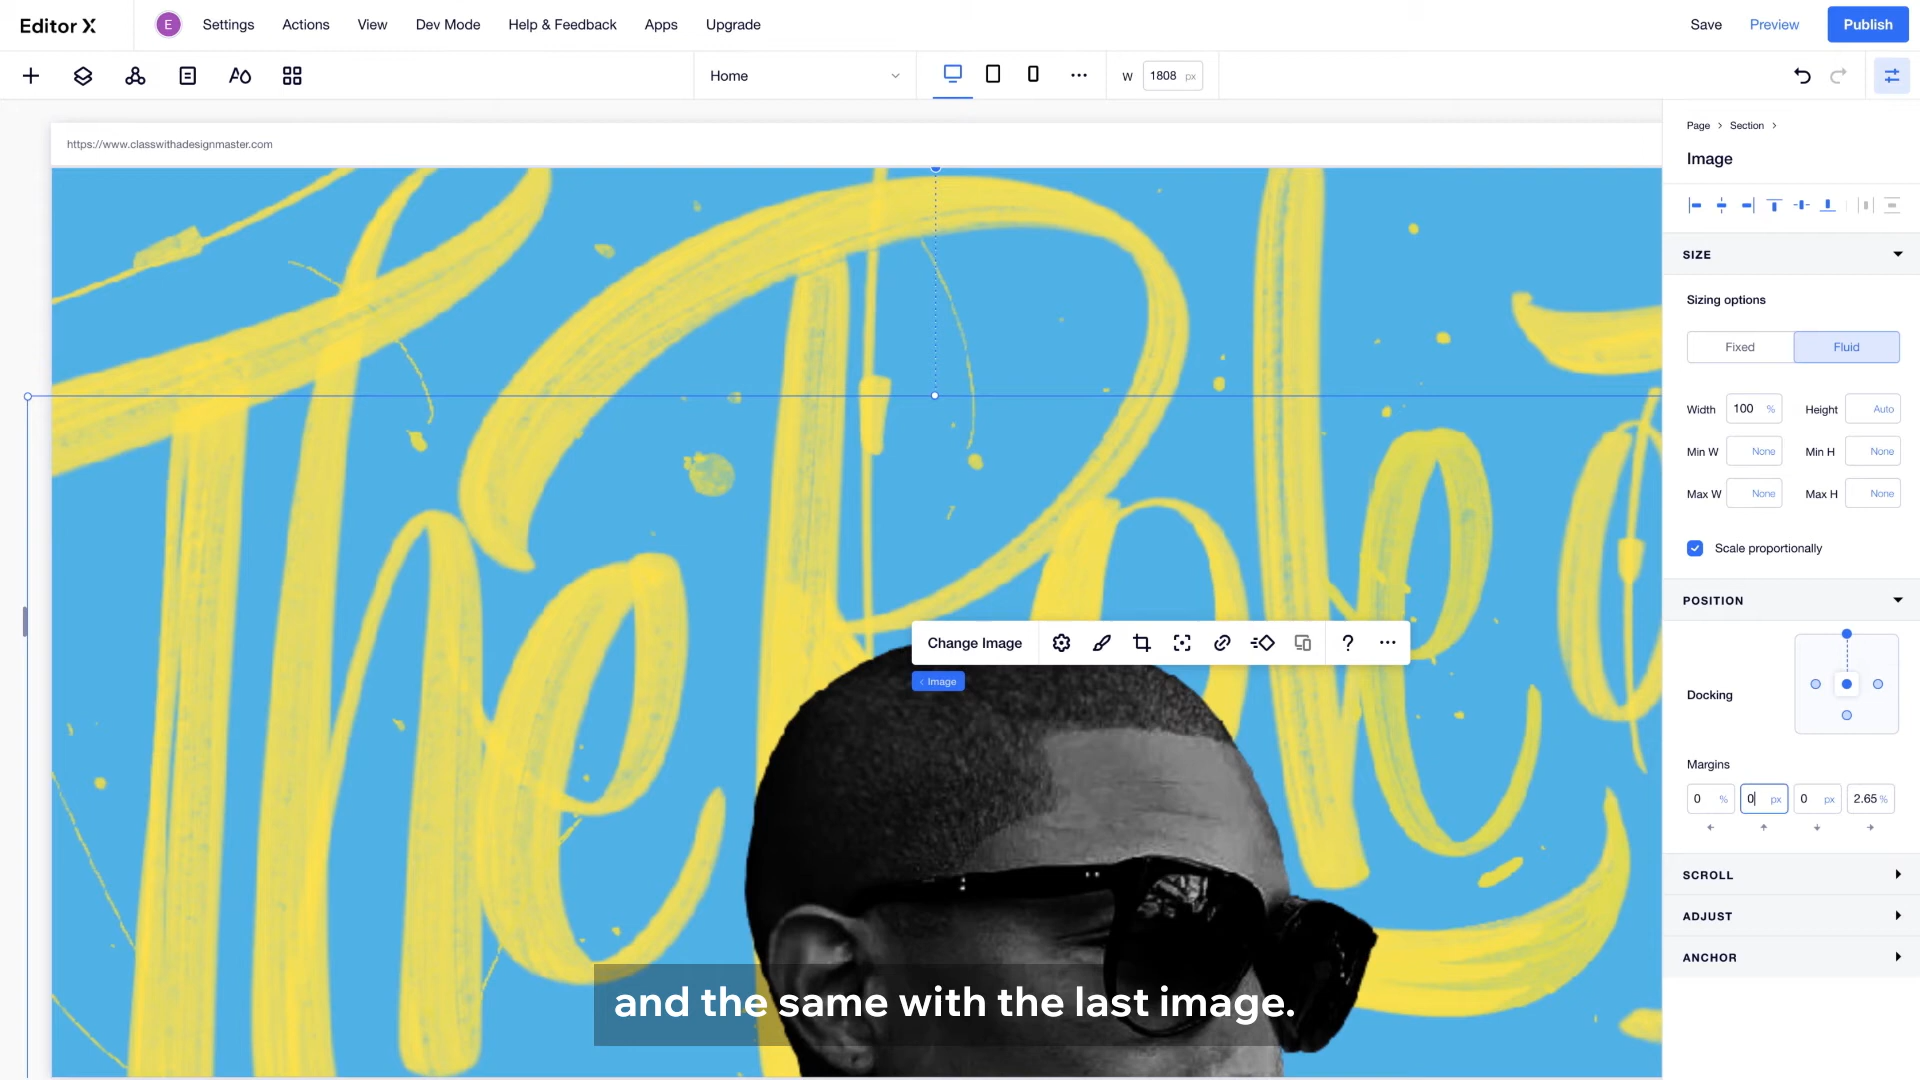 Editor X
E
Settings
Actions
View
Dev Mode
Help & Feedback
Apps
Upgrade
Save
Preview
Publish
Home
W
1808 px
https://www.classwithadesignmaster.com
Page > Section >
Image
SIZE
Sizing options
Fixed
Fluid
Width 100 %
Height Auto
Min W None
Min H None
Max W None
Max H None
Scale proportionally
POSITION
Docking
Margins
0 %
0 px
0 px
2.65 %
SCROLL
ADJUST
ANCHOR
Change Image
?
< Image
The
and the same with the last image.